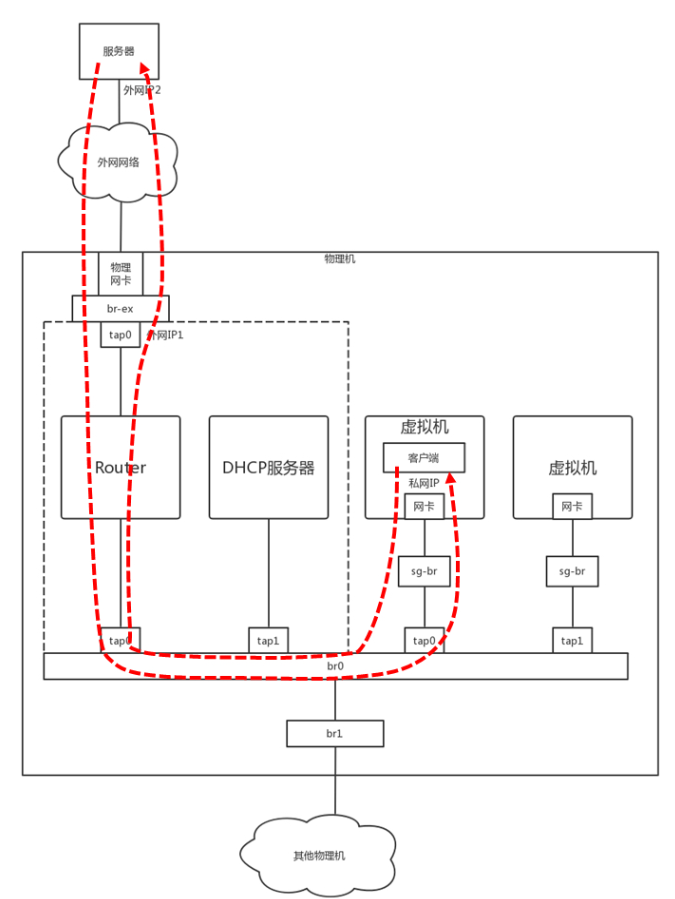 服务器
外网IP2
外网网络
物理机
物理
网卡
br-ex
tap0
外网IP1
Router
DHCP服务器
虚拟机
客户端
私网IP
网卡
虚拟机
网卡
sg-br
sg-br
tap0
tap1
tap0
tap1
br0
br1
其他物理机